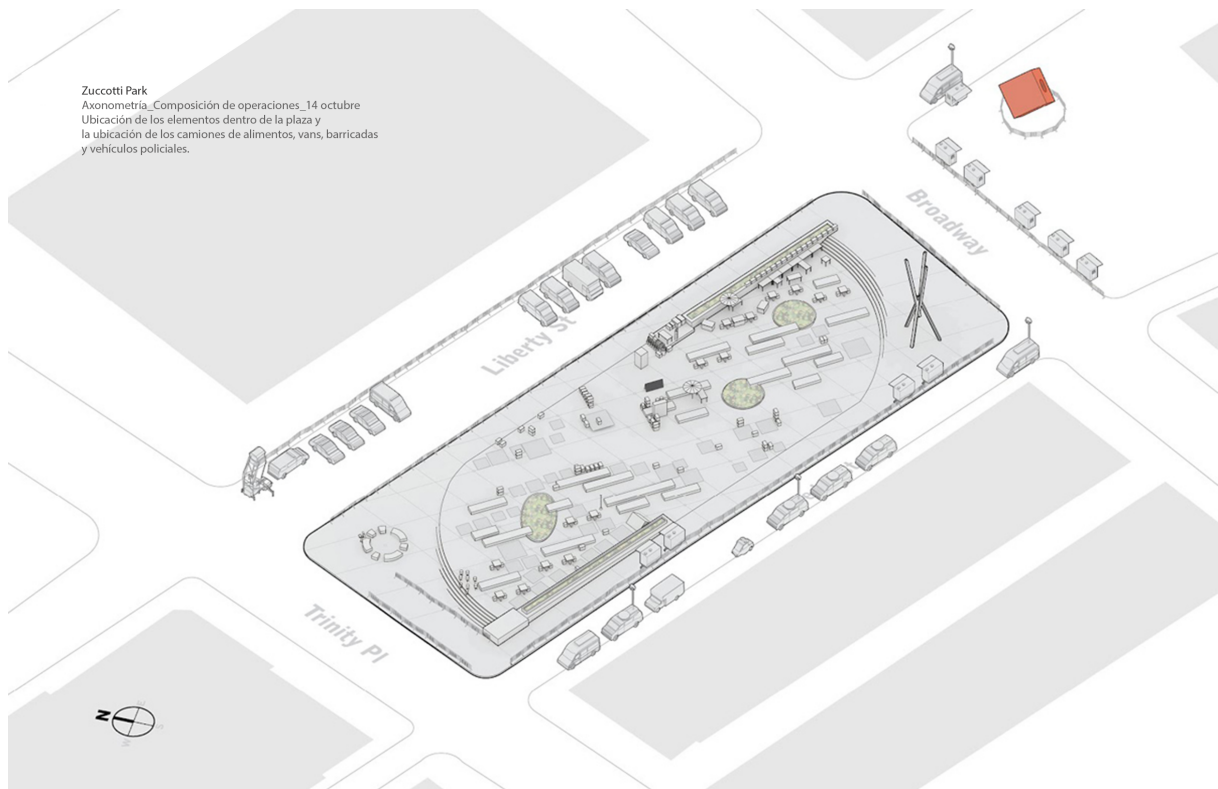 Zuccotti Park
Axonometría_Composición de operaciones_14 octubre
Ubicación de los elementos dentro de la plaza y
la ubicación de los camiones de alimentos, vans, barricadas
y vehículos policiales.
Broadway
Liberty St
Trinity Pl
N
E
S
W